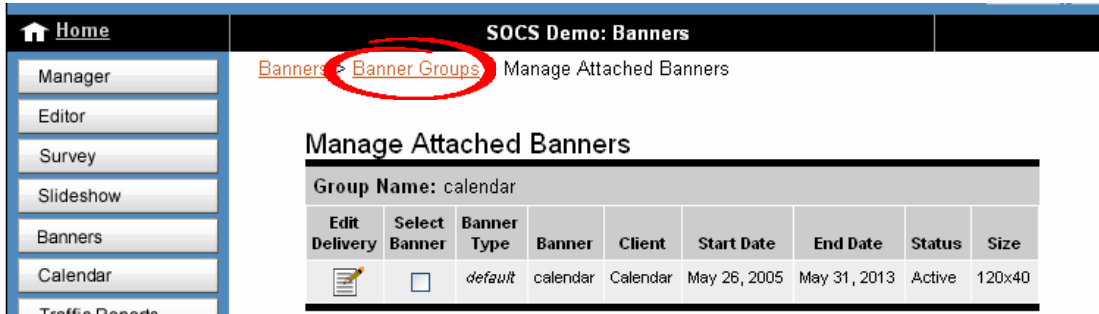 Home
SOCS Demo: Banners
Banners > Banner Groups Manage Attached Banners
Manager
Editor
Survey
Slideshow
Banners
Calendar
Traffic Reports
Manage Attached Banners
Group Name: calendar
Edit Delivery Select Banner Banner Type Banner Client Start Date End Date Status Size
default calendar Calendar May 26, 2005 May 31, 2013 Active 120x40